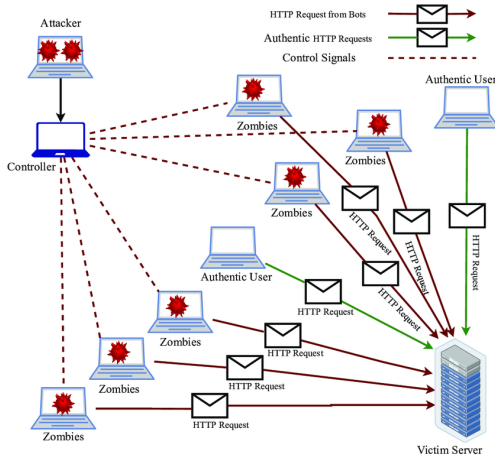 Attacker
HTTP Request from Bots
Authentic HTTP Requests
Control Signals
Authentic User
Zombies
Controller
Zombies
Zombies
HTTP Request
HTTP Request
HTTP Request
HTTP Request
Authentic User
HTTP Request
Zombies
HTTP Request
Zombies
HTTP Request
Zombies
HTTP Request
Victim Server